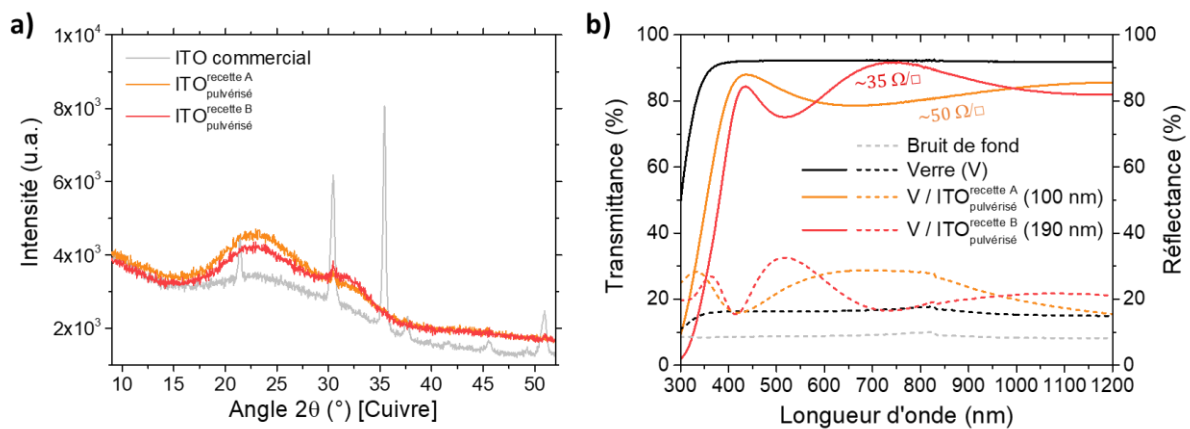 a)
1x10⁴
8x10³
6x10³
4x10³
2x10³
Intensité (u.a.)
ITO commercial
ITO recette A pulvérisé
ITO recette B pulvérisé
10 15 20 25 30 35 40 45 50
Angle 2θ (°) [Cuivre]
b)
100
80
60
40
20
0
Transmittance (%)
~35 Ω/□
~50 Ω/□
Bruit de fond
Verre (V)
V / ITO recette A pulvérisé (100 nm)
V / ITO recette B pulvérisé (190 nm)
100
80
60
40
20
0
Réflectance (%)
300 400 500 600 700 800 900 1000 1100 1200
Longueur d'onde (nm)